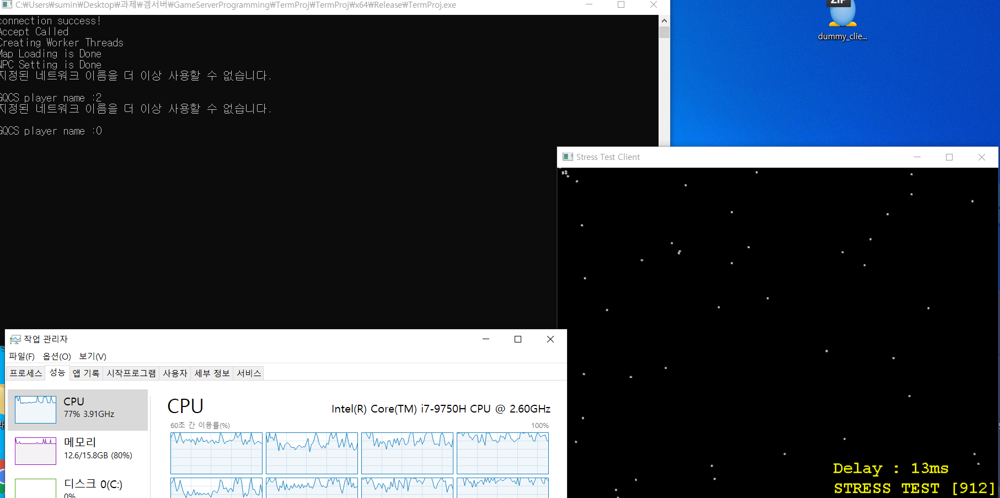 C:₩Users₩sumin₩Desktop₩과제₩겜서버₩GameServerProgramming₩TermProj₩TermProj₩x64₩Release₩TermProj.exe
connection success!
Accept Called
Creating Worker Threads
Map Loading is Done
NPC Setting is Done
지정된 네트워크 이름을 더 이상 사용할 수 없습니다.
GQCS player name :2
지정된 네트워크 이름을 더 이상 사용할 수 없습니다.
GQCS player name :0
ZIP
dummy_clie...
Stress Test Client
Delay : 13ms
STRESS TEST [912]
작업 관리자
파일(F) 옵션(O) 보기(V)
프로세스 성능 앱 기록 시작프로그램 사용자 세부 정보 서비스
CPU
77% 3.91GHz
메모리
12.6/15.8GB (80%)
디스크 0(C:)
0%
CPU
Intel(R) Core(TM) i7-9750H CPU @ 2.60GHz
60초 간 이용률(%)
100%